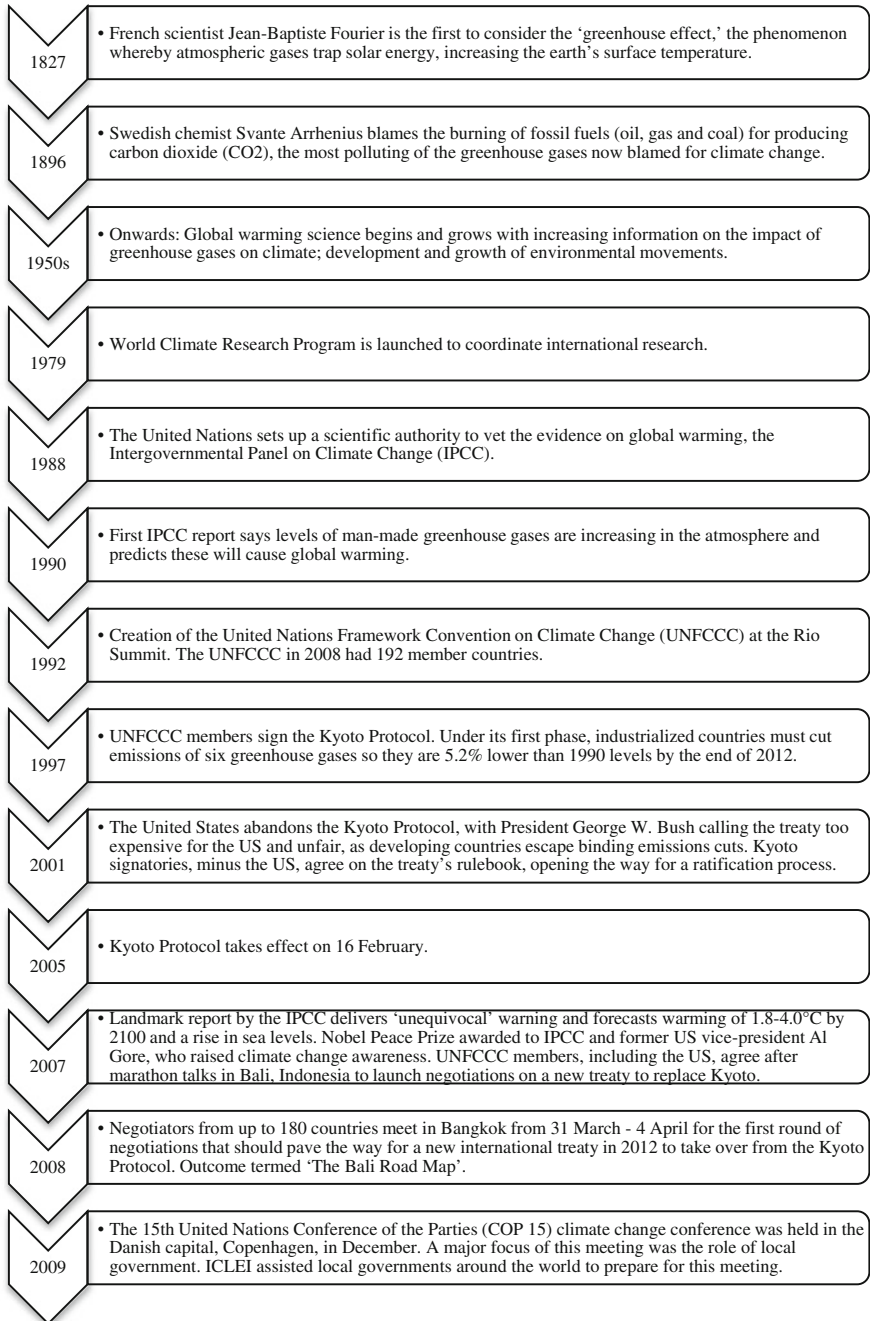 1827
• French scientist Jean-Baptiste Fourier is the first to consider the ‘greenhouse effect,’ the phenomenon
whereby atmospheric gases trap solar energy, increasing the earth’s surface temperature.
1896
• Swedish chemist Svante Arrhenius blames the burning of fossil fuels (oil, gas and coal) for producing
carbon dioxide (CO2), the most polluting of the greenhouse gases now blamed for climate change.
1950s
• Onwards: Global warming science begins and grows with increasing information on the impact of
greenhouse gases on climate; development and growth of environmental movements.
1979
• World Climate Research Program is launched to coordinate international research.
1988
• The United Nations sets up a scientific authority to vet the evidence on global warming, the
Intergovernmental Panel on Climate Change (IPCC).
1990
• First IPCC report says levels of man-made greenhouse gases are increasing in the atmosphere and
predicts these will cause global warming.
1992
• Creation of the United Nations Framework Convention on Climate Change (UNFCCC) at the Rio
Summit. The UNFCCC in 2008 had 192 member countries.
1997
• UNFCCC members sign the Kyoto Protocol. Under its first phase, industrialized countries must cut
emissions of six greenhouse gases so they are 5.2% lower than 1990 levels by the end of 2012.
2001
• The United States abandons the Kyoto Protocol, with President George W. Bush calling the treaty too
expensive for the US and unfair, as developing countries escape binding emissions cuts. Kyoto
signatories, minus the US, agree on the treaty’s rulebook, opening the way for a ratification process.
2005
• Kyoto Protocol takes effect on 16 February.
2007
• Landmark report by the IPCC delivers ‘unequivocal’ warning and forecasts warming of 1.8-4.0°C by
2100 and a rise in sea levels. Nobel Peace Prize awarded to IPCC and former US vice-president Al
Gore, who raised climate change awareness. UNFCCC members, including the US, agree after
marathon talks in Bali, Indonesia to launch negotiations on a new treaty to replace Kyoto.
2008
• Negotiators from up to 180 countries meet in Bangkok from 31 March - 4 April for the first round of
negotiations that should pave the way for a new international treaty in 2012 to take over from the Kyoto
Protocol. Outcome termed ‘The Bali Road Map’.
2009
• The 15th United Nations Conference of the Parties (COP 15) climate change conference was held in the
Danish capital, Copenhagen, in December. A major focus of this meeting was the role of local
government. ICLEI assisted local governments around the world to prepare for this meeting.